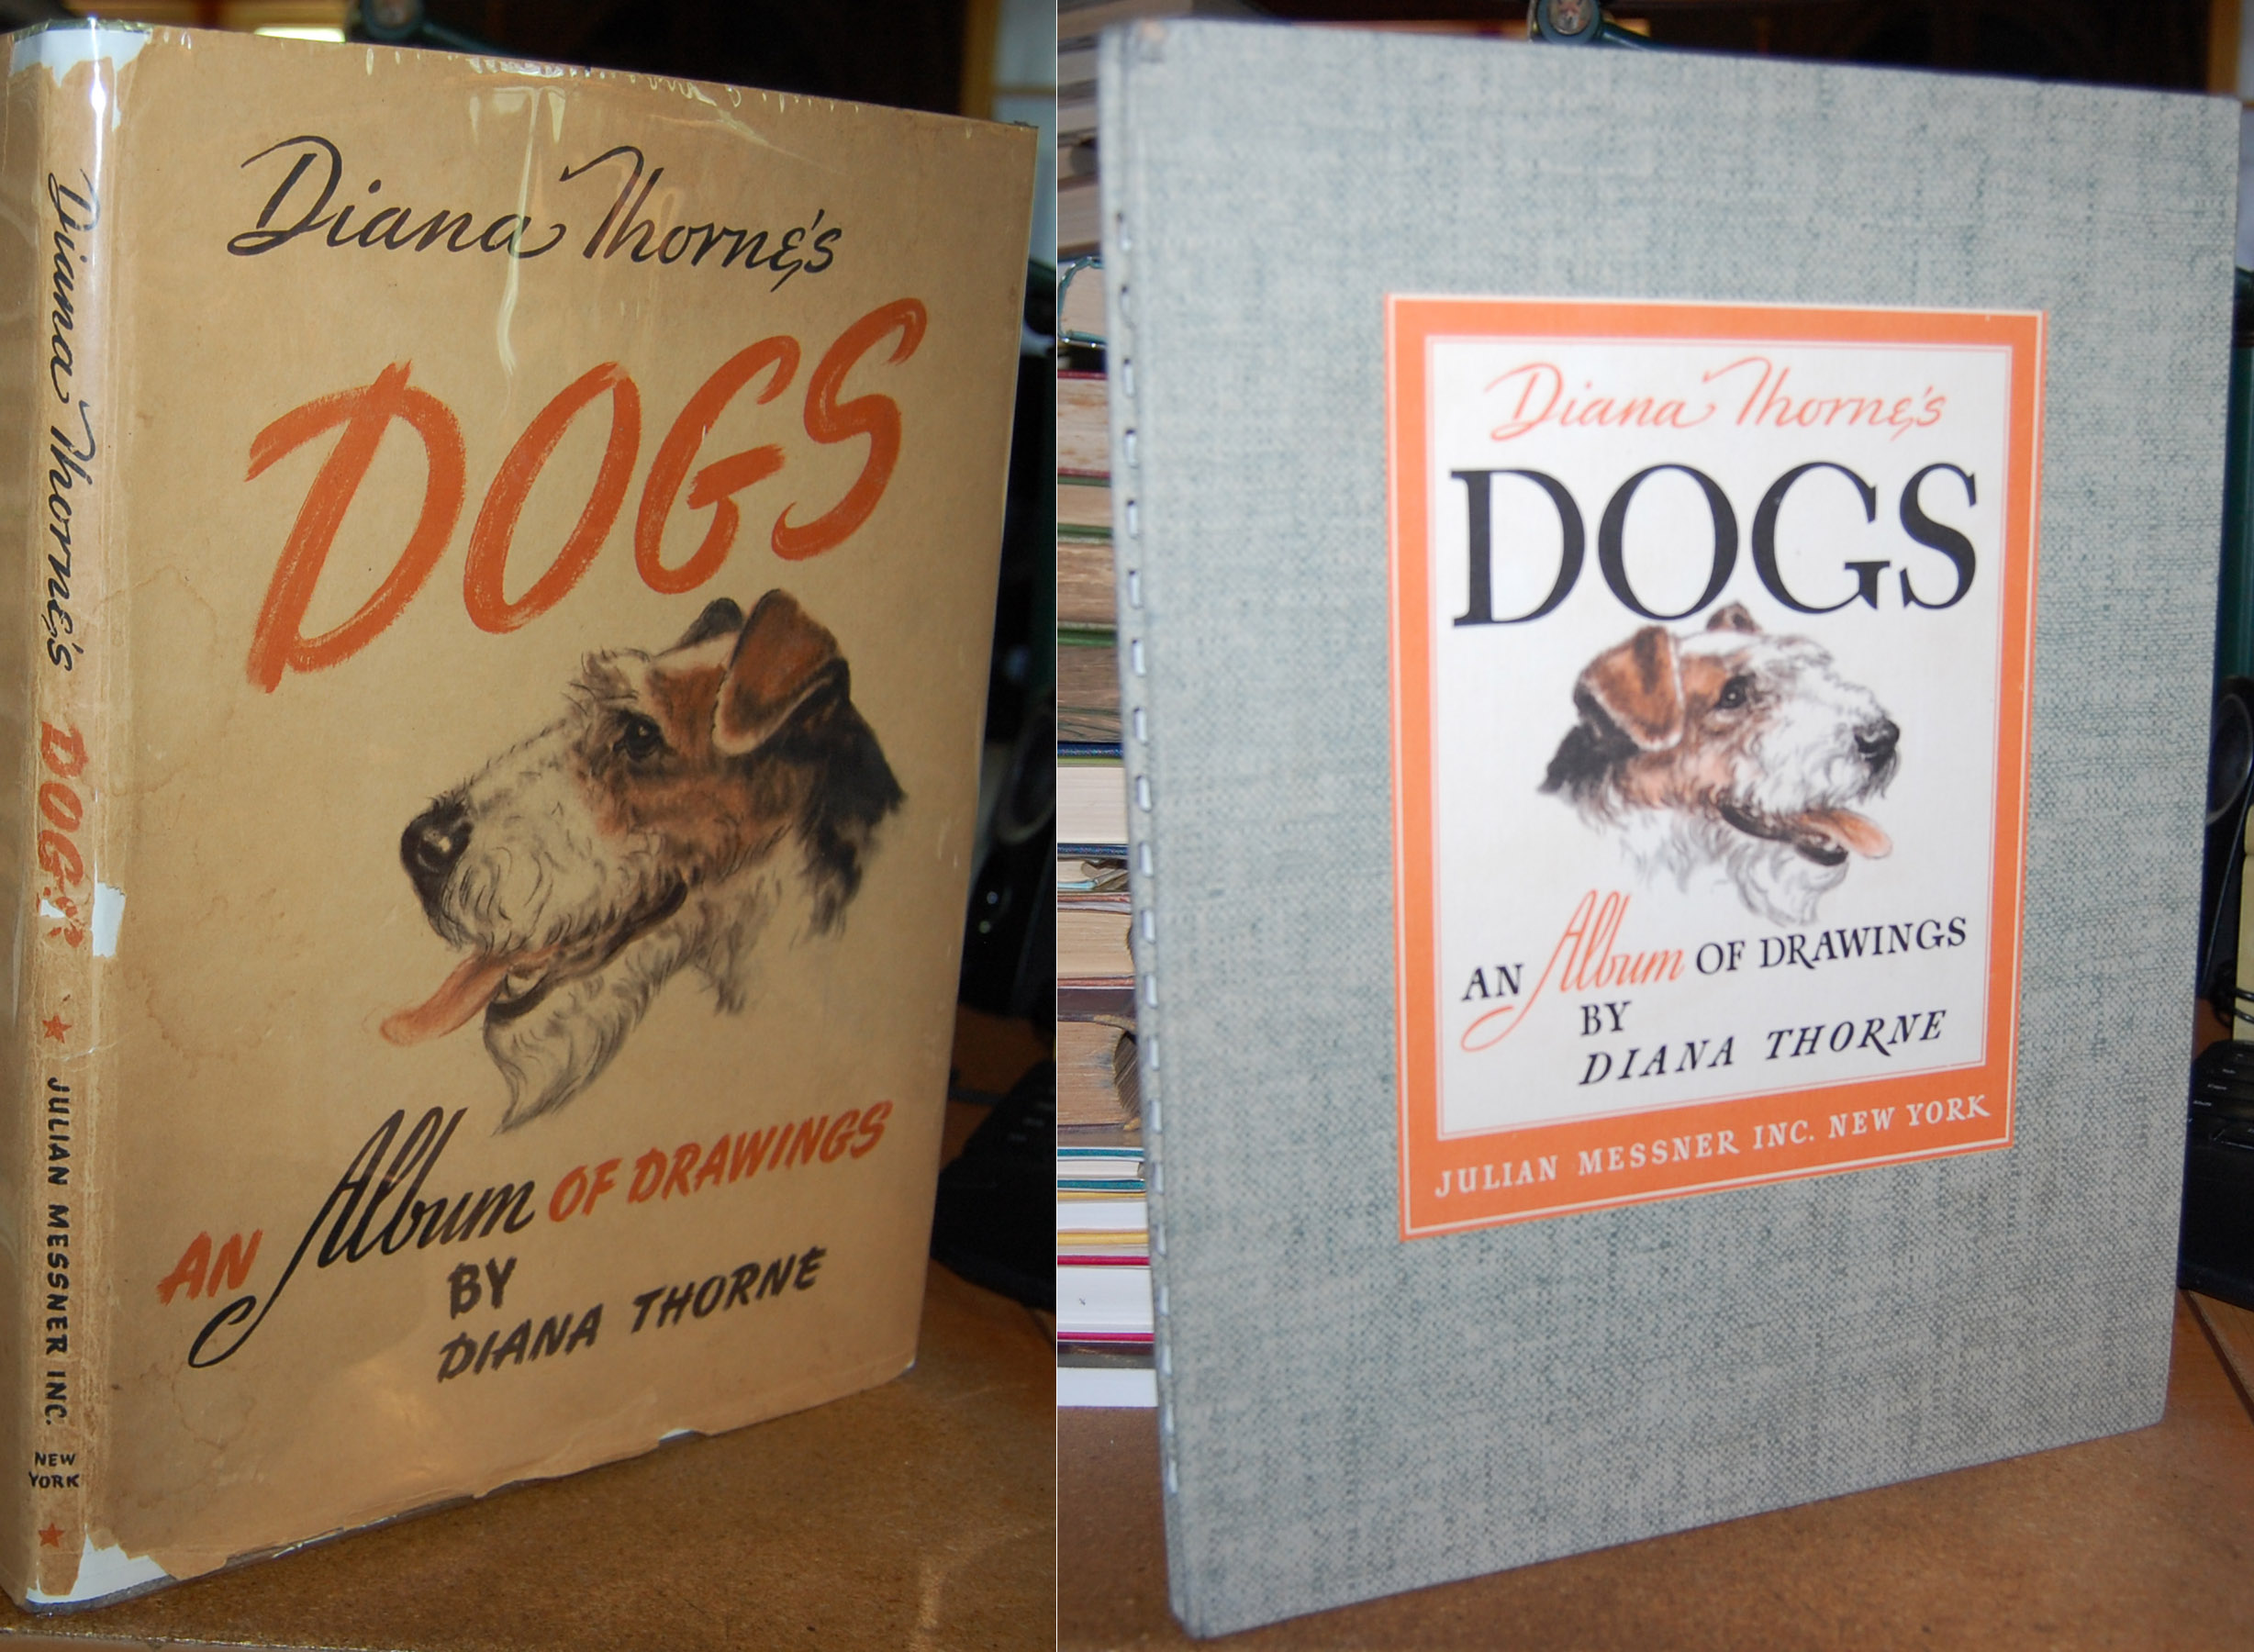 Diana Thorne's DOGS
JULIAN MESSNER INC.
NEW
YORK
Diana Thorne's
DOGS
AN Album OF DRAWINGS
BY
DIANA THORNE
Diana Thorne's
DOGS
AN Album OF DRAWINGS
BY
DIANA THORNE
JULIAN MESSNER INC. NEW YORK